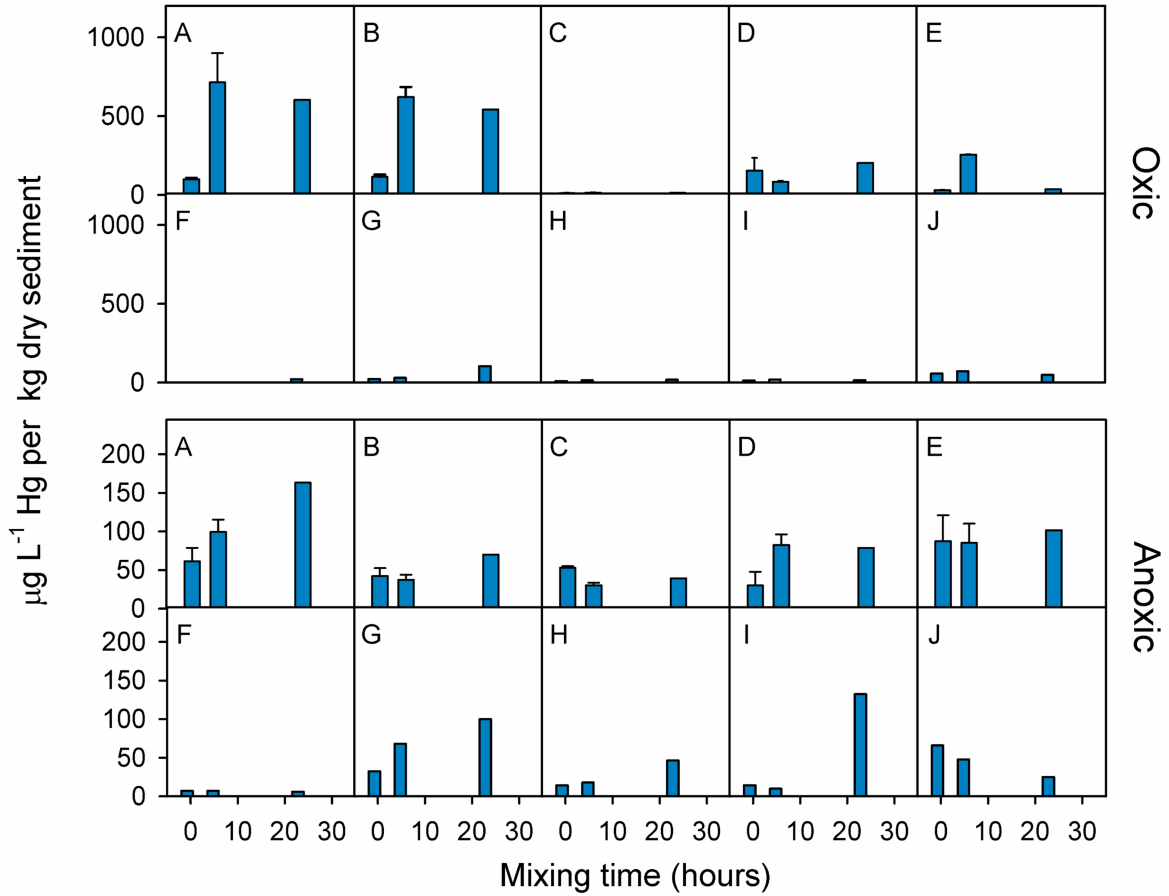 A B C D E
1000
500
0
F G H I J
1000
500
0
Oxic
A B C D E
200
150
100
50
0
F G H I J
200
150
100
50
0
Anoxic
0 10 20 30 0 10 20 30 0 10 20 30 0 10 20 30 0 10 20 30
Mixing time (hours)
µg L⁻¹ Hg per kg dry sediment